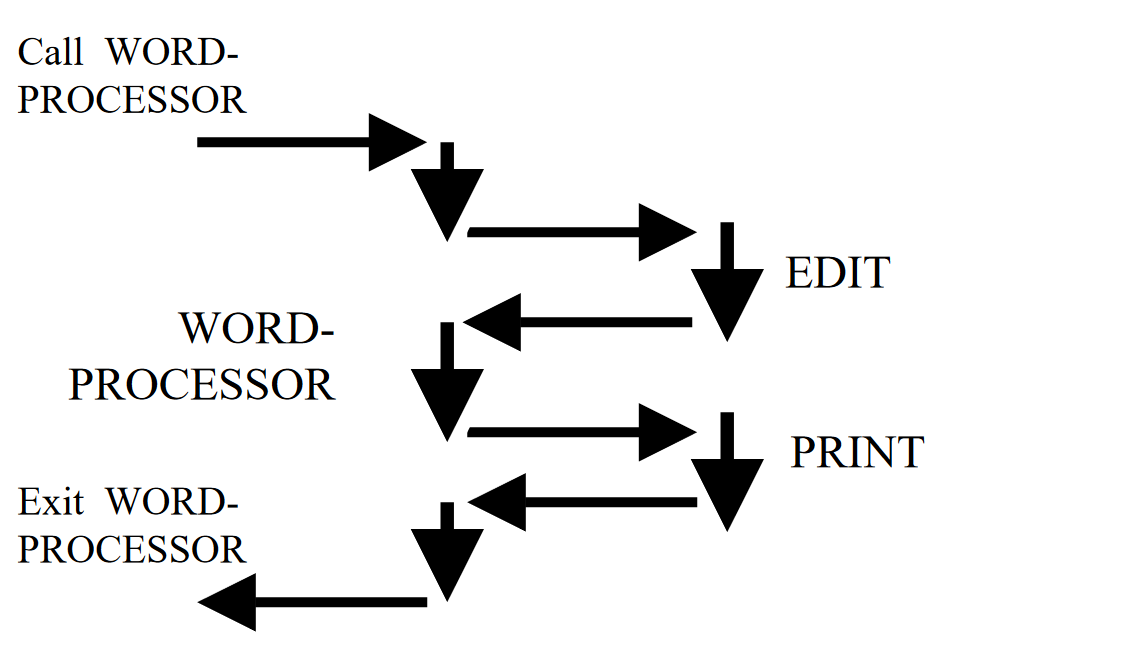 Call WORD-
PROCESSOR
EDIT
WORD-
PROCESSOR
PRINT
Exit WORD-
PROCESSOR